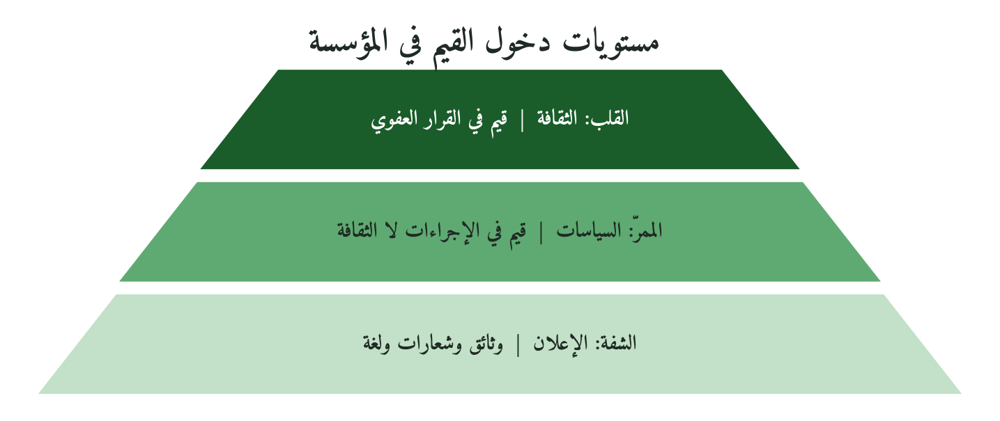 مستويات دخول القيم في المؤسسة
القلب: الثقافة | قيم في القرار العفوي
الممرّ: السياسات | قيم في الإجراءات لا الثقافة
الشفة: الإعلان | وثائق وشعارات ولغة